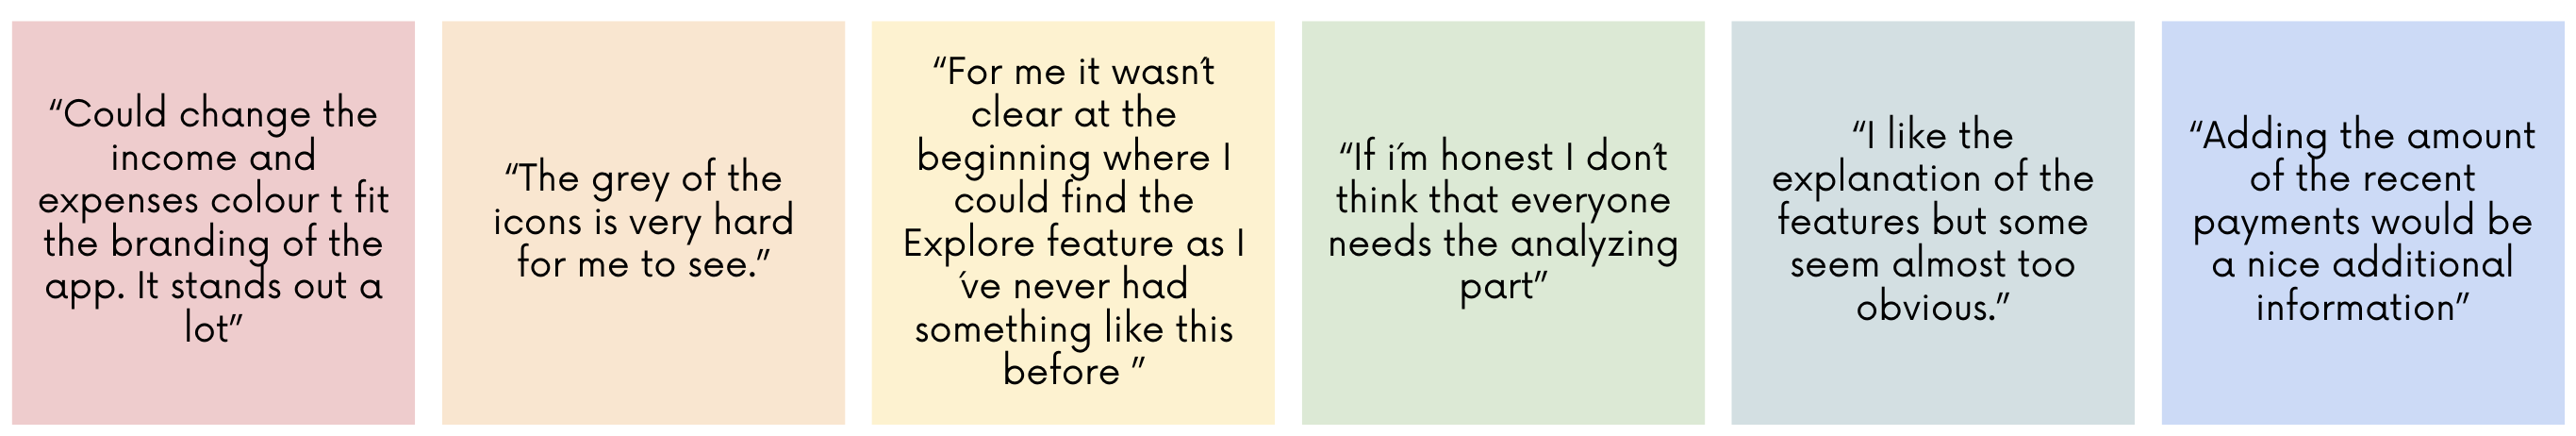 “Could change the
income and
expenses colour t fit
the branding of the
app. It stands out a
lot”
“The grey of the
icons is very hard
for me to see.”
“For me it wasn´t
clear at the
beginning where I
could find the
Explore feature as I
´ve never had
something like this
before ”
“If i´m honest I don´t
think that everyone
needs the analyzing
part”
“I like the
explanation of the
features but some
seem almost too
obvious.”
“Adding the amount
of the recent
payments would be
a nice additional
information”